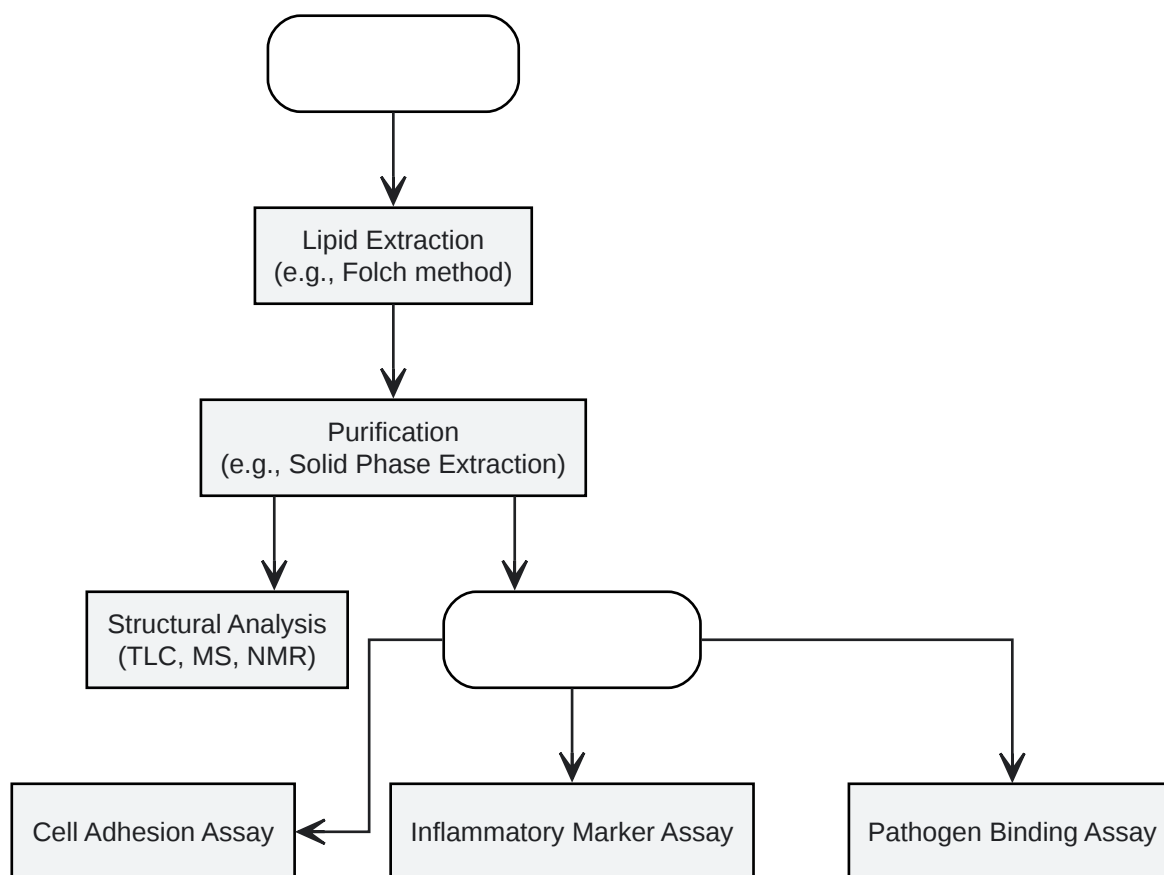 Lipid Extraction
(e.g., Folch method)
Purification
(e.g., Solid Phase Extraction)
Structural Analysis
(TLC, MS, NMR)
Cell Adhesion Assay
Inflammatory Marker Assay
Pathogen Binding Assay